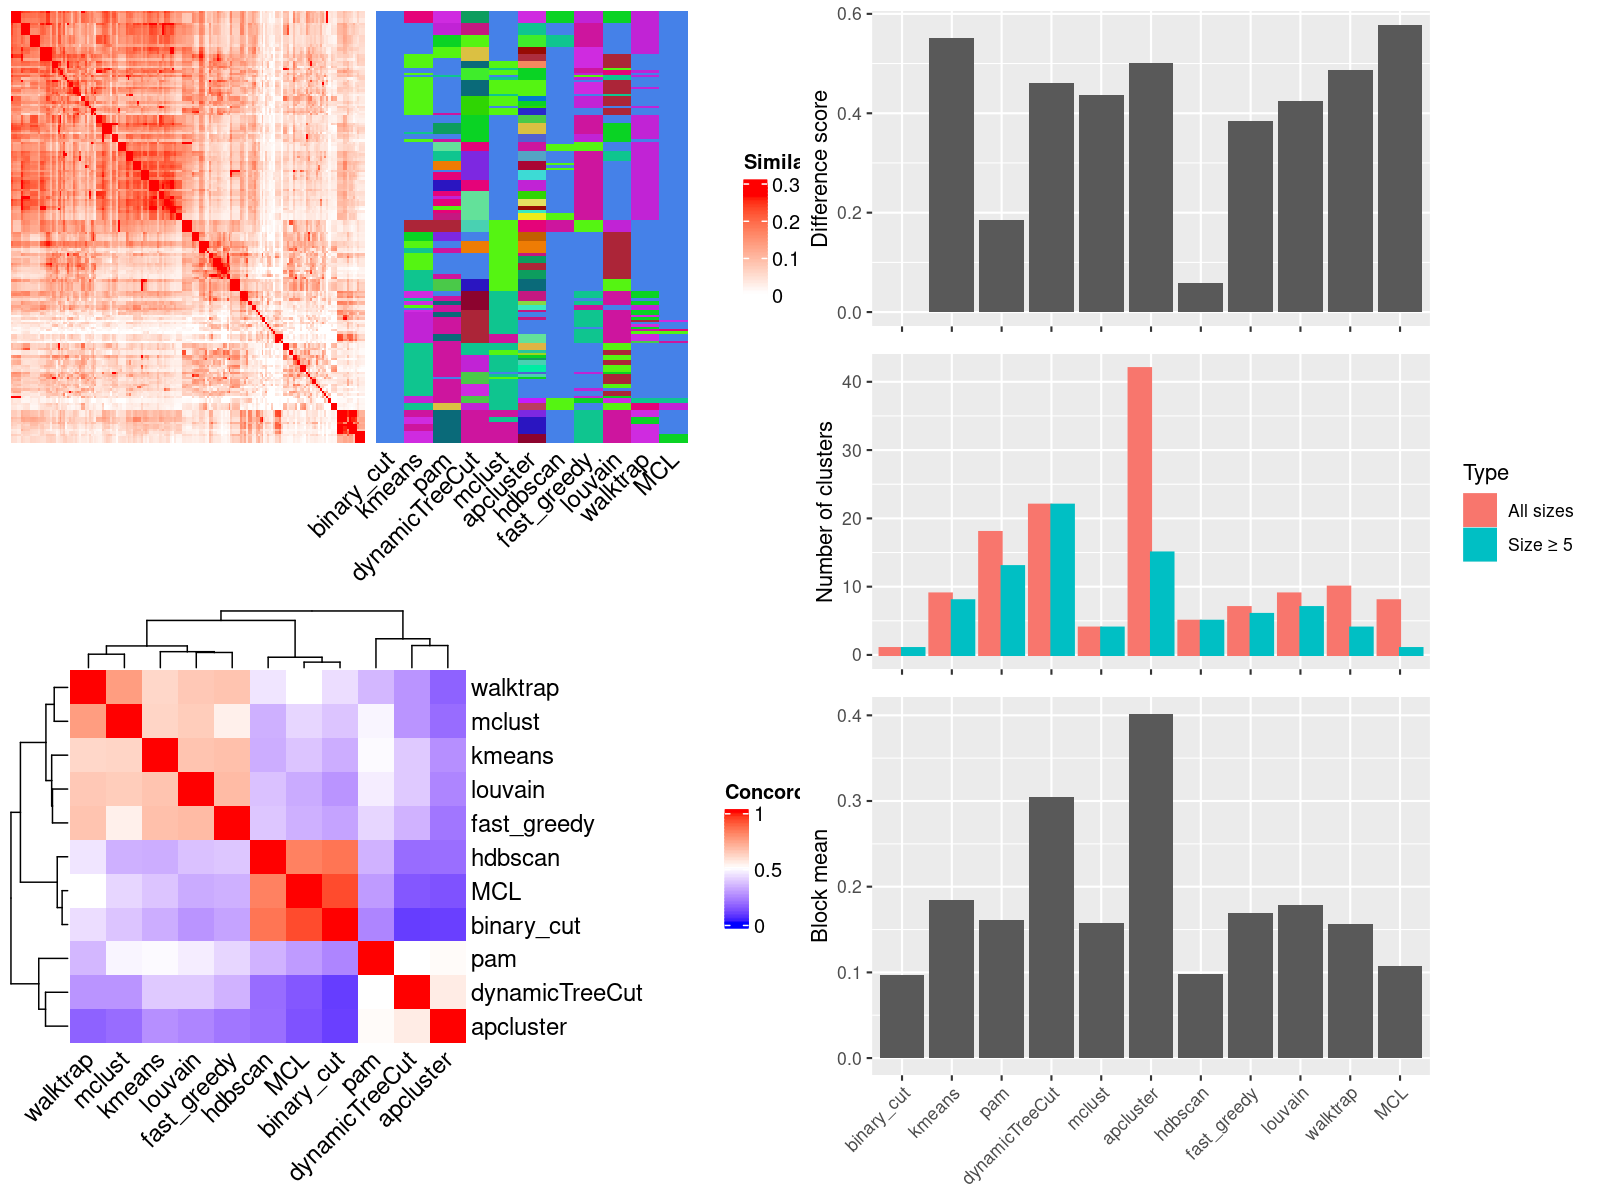 Simila
0.3
0.2
0.1
0
binary_cut
kmeans
pam
dynamicTreeCut
mclust
apcluster
hdbscan
fast_greedy
louvain
walktrap
MCL
Difference score
0.6
0.4
0.2
0.0
Number of clusters
40
30
20
10
0
Type
All sizes
Size ≥ 5
Block mean
0.4
0.3
0.2
0.1
0.0
binary_cut
kmeans
pam
dynamicTreeCut
mclust
apcluster
hdbscan
fast_greedy
louvain
walktrap
MCL
walktrap
mclust
kmeans
louvain
fast_greedy
hdbscan
MCL
binary_cut
pam
dynamicTreeCut
apcluster
walktrap
mclust
kmeans
louvain
fast_greedy
hdbscan
MCL
binary_cut
pam
dynamicTreeCut
apcluster
Concord
1
0.5
0